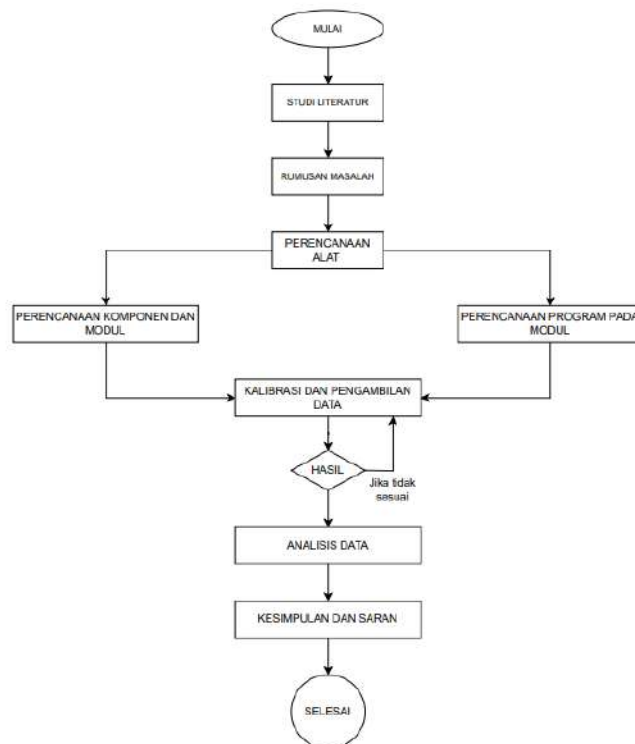 MULAI
STUDI LITERATUR
RUMUSAN MASALAH
PERENCANAAN
ALAT
PERENCANAAN KOMPONEN DAN
MODUL
PERENCANAAN PROGRAM PADA
MODUL
KALIBRASI DAN PENGAMBILAN
DATA
HASIL
Jika tidak
sesuai
ANALISIS DATA
KESIMPULAN DAN SARAN
SELESAI